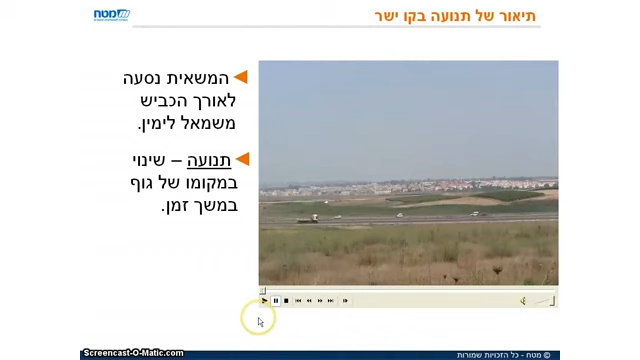 תיאור של תנועה בקו ישר
מטח
המשאית נסעה
לאורך הכביש
משמאל לימין.
תנועה – שינוי
במקומו של גוף
במשך זמן.
Screencast-O-Matic.com
© מטח - כל הזכויות שמורות